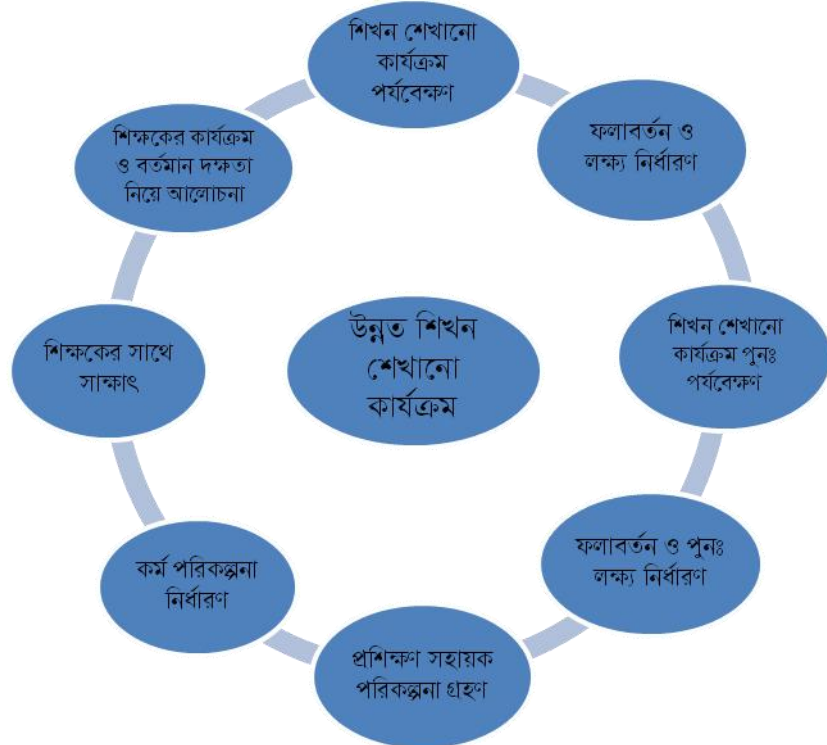 শিখন শেখানো
কার্যক্রম
পর্যবেক্ষণ
ফলাবর্তন ও
লক্ষ্য নির্ধারণ
শিখন শেখানো
কার্যক্রম পুনঃ
পর্যবেক্ষণ
ফলাবর্তন ও পুনঃ
লক্ষ্য নির্ধারণ
প্রশিক্ষণ সহায়ক
পরিকল্পনা গ্রহণ
কর্ম পরিকল্পনা
নির্ধারণ
শিক্ষকের সাথে
সাক্ষাৎ
শিক্ষকের কার্যক্রম
ও বর্তমান দক্ষতা
নিয়ে আলোচনা
উন্নত শিখন
শেখানো
কার্যক্রম